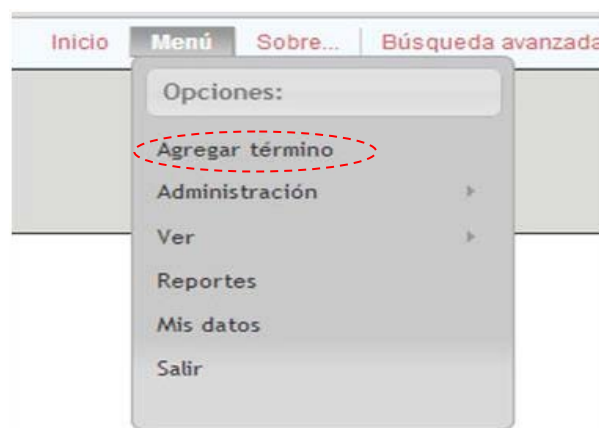 Inicio Menú Sobre... Búsqueda avanzada
Opciones:
Agregar término
Administración
Ver
Reportes
Mis datos
Salir